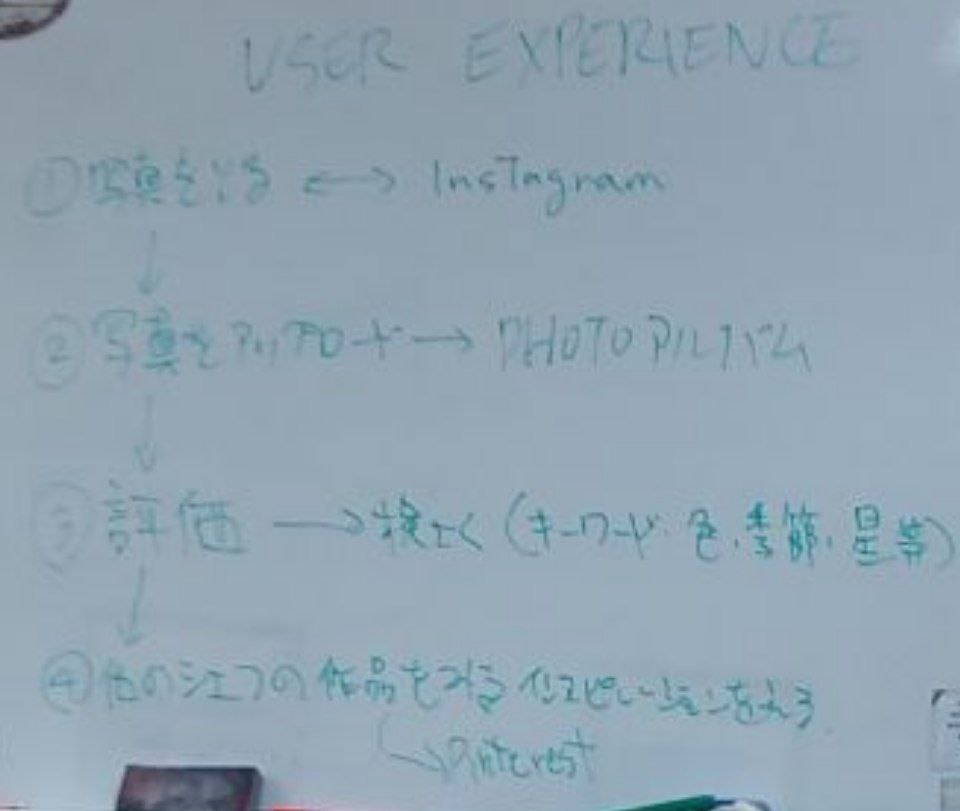 USER EXPERIENCE
① 写真をとる ↔ Instagram
② 写真をアップロード → PHOTOアルバム
③ 評価 → 検さく (キーワード、色、季節、星等)
④ 他のシェフの作品をみる インスピレーションをえる
→ Pinterest